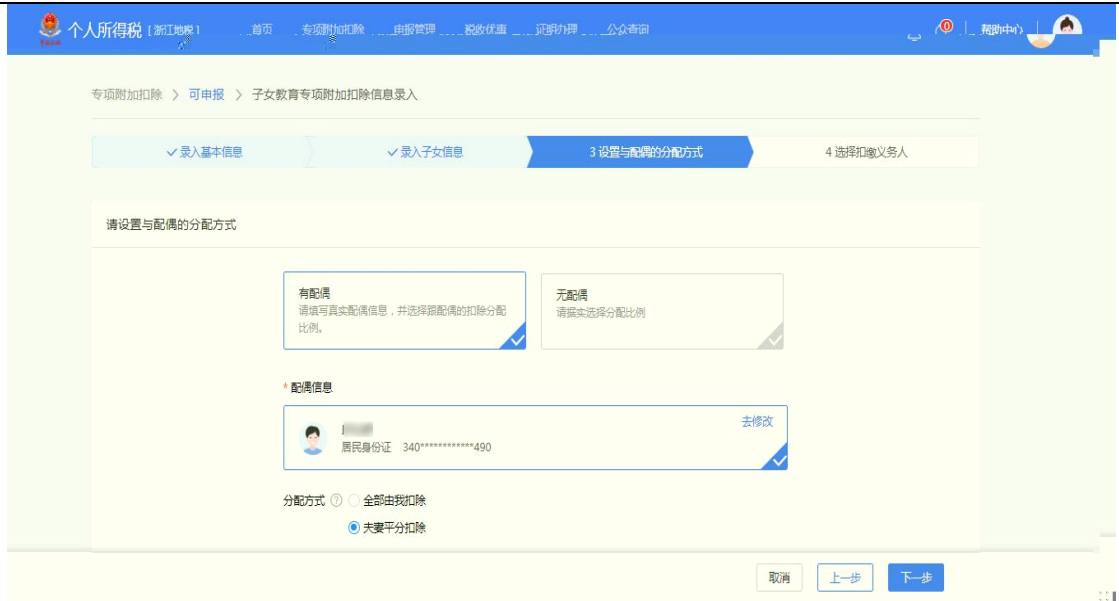 个人所得税 [ 浙江地税 ]
首页 专项附加扣除 申报管理 税收优惠 证明办理 公众查询
0 帮助中心
专项附加扣除 > 可申报 > 子女教育专项附加扣除信息录入
录入基本信息 录入子女信息 3 设置与配偶的分配方式 4 选择扣缴义务人
请设置与配偶的分配方式
有配偶
请填写真实配偶信息，并选择跟配偶的扣除分配
比例。
无配偶
请据实选择分配比例
* 配偶信息
去修改
居民身份证 340************490
分配方式 ? 全部由我扣除
夫妻平分扣除
取消 上一步 下一步